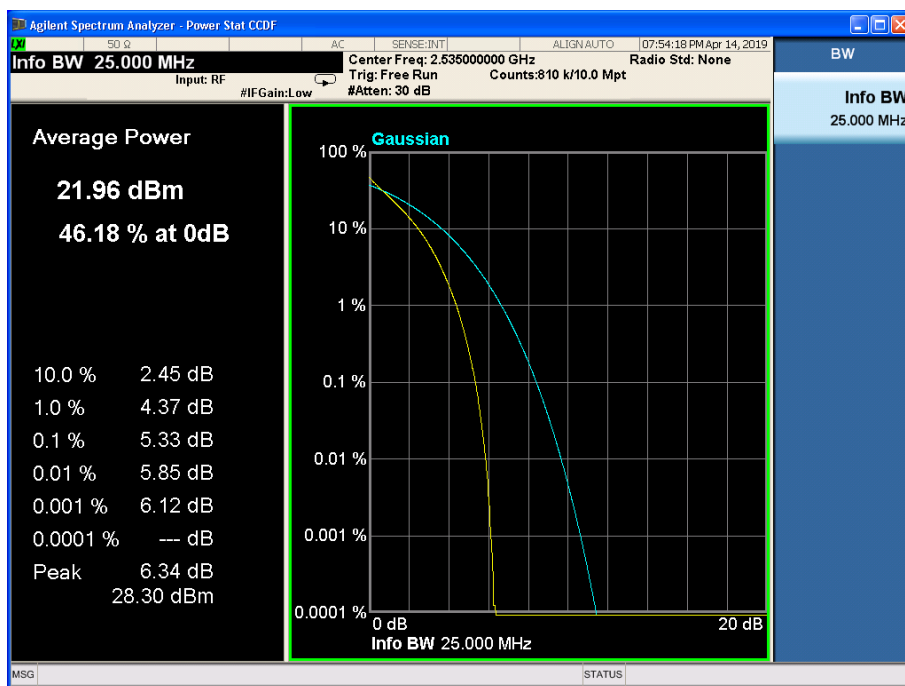 Agilent Spectrum Analyzer - Power Stat CCDF
LXI 50 Ω AC SENSE:INT ALIGNAUTO 07:54:18 PM Apr 14, 2019
Info BW 25.000 MHz
Center Freq: 2.535000000 GHz Radio Std: None
Input: RF
Trig: Free Run Counts:810 k/10.0 Mpt
#IFGain:Low #Atten: 30 dB
BW
Info BW
25.000 MHz
Average Power
21.96 dBm
46.18 % at 0dB
10.0 % 2.45 dB
1.0 % 4.37 dB
0.1 % 5.33 dB
0.01 % 5.85 dB
0.001 % 6.12 dB
0.0001 % --- dB
Peak 6.34 dB
28.30 dBm
Gaussian
100 %
10 %
1 %
0.1 %
0.01 %
0.001 %
0.0001 %
0 dB 20 dB
Info BW 25.000 MHz
MSG STATUS